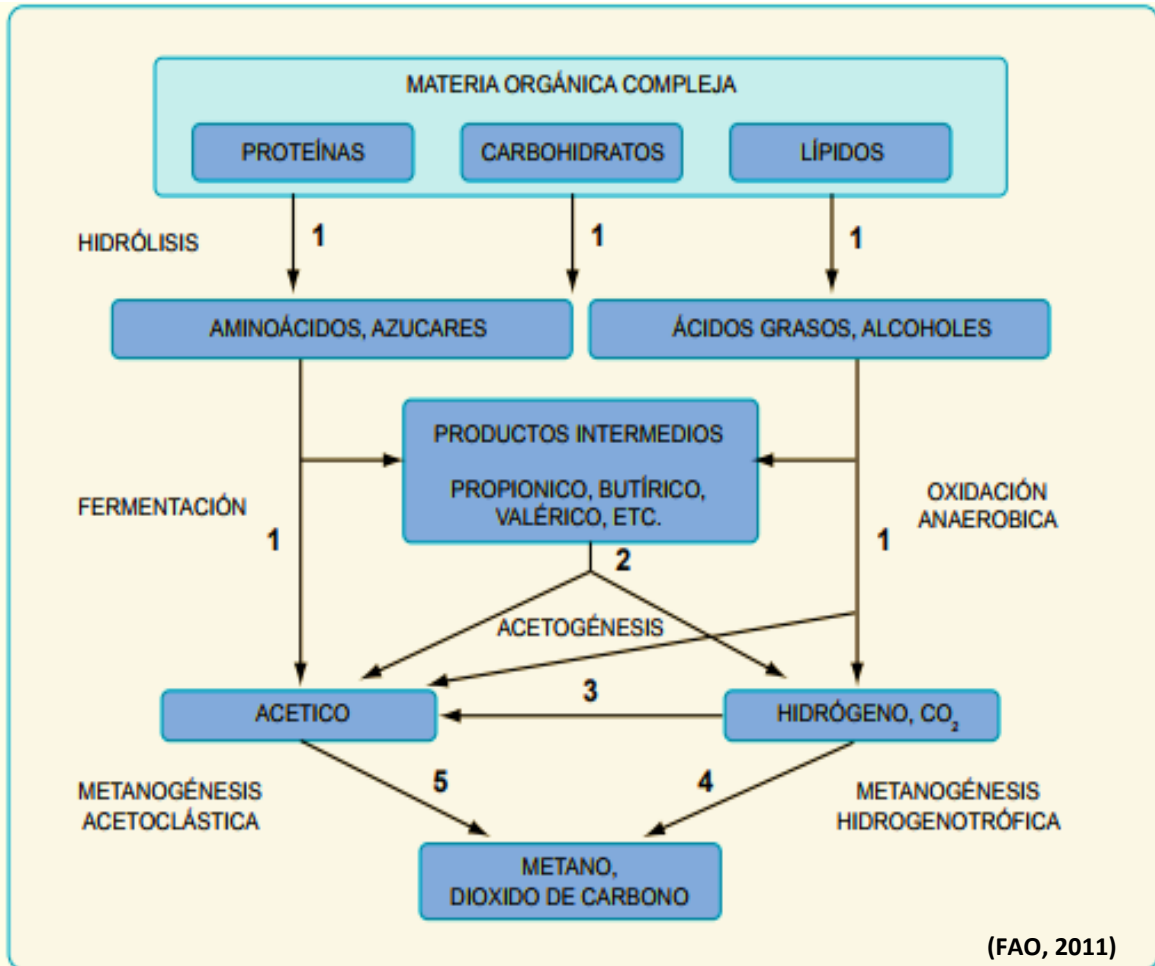 MATERIA ORGÁNICA COMPLEJA
PROTEÍNAS
CARBOHIDRATOS
LÍPIDOS
HIDRÓLISIS
1
1
1
AMINOÁCIDOS, AZUCARES
ÁCIDOS GRASOS, ALCOHOLES
PRODUCTOS INTERMEDIOS
PROPIONICO, BUTÍRICO,
VALÉRICO, ETC.
FERMENTACIÓN
1
OXIDACIÓN
ANAEROBICA
1
2
ACETOGÉNESIS
ACETICO
3
HIDRÓGENO, CO₂
METANOGÉNESIS
ACETOCLÁSTICA
5
4
METANOGÉNESIS
HIDROGENOTRÓFICA
METANO,
DIOXIDO DE CARBONO
(FAO, 2011)